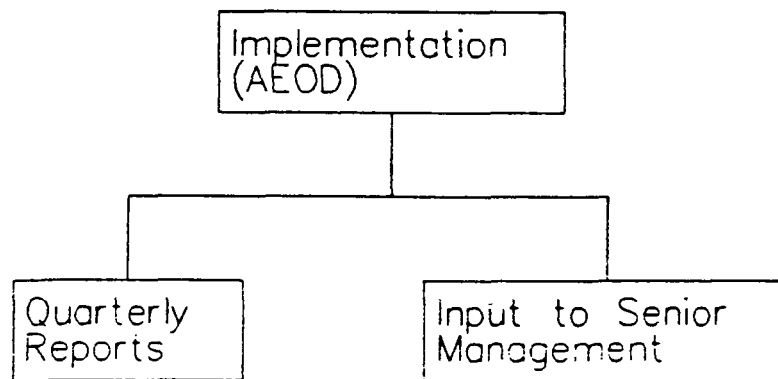 Implementation
(AEOD)
Quarterly
Reports
Input to Senior
Management